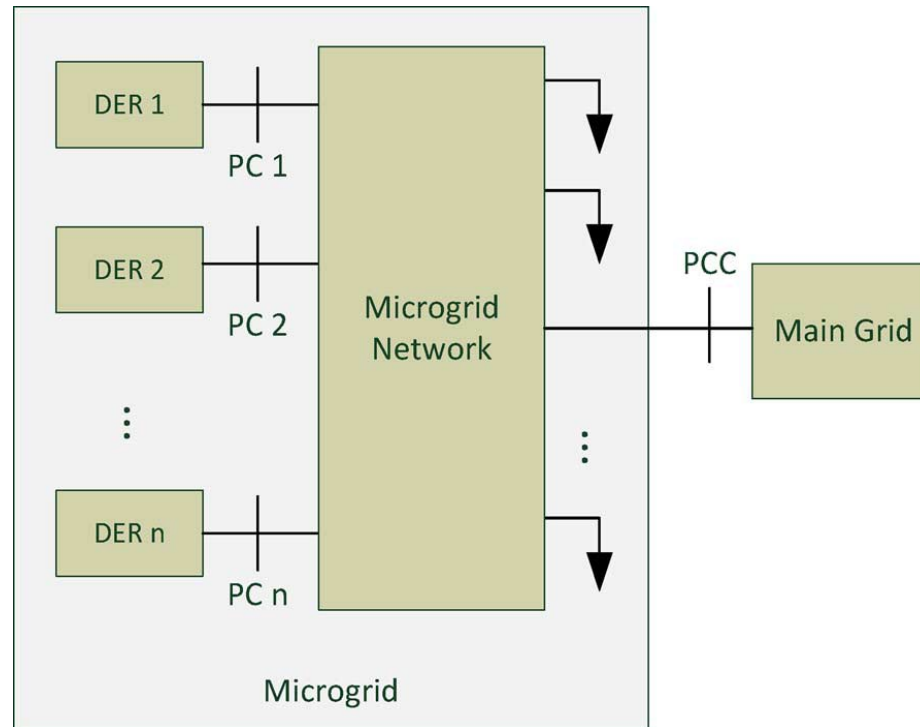 DER 1
PC 1
DER 2
PC 2
DER n
PC n
Microgrid
Network
PCC
Main Grid
Microgrid